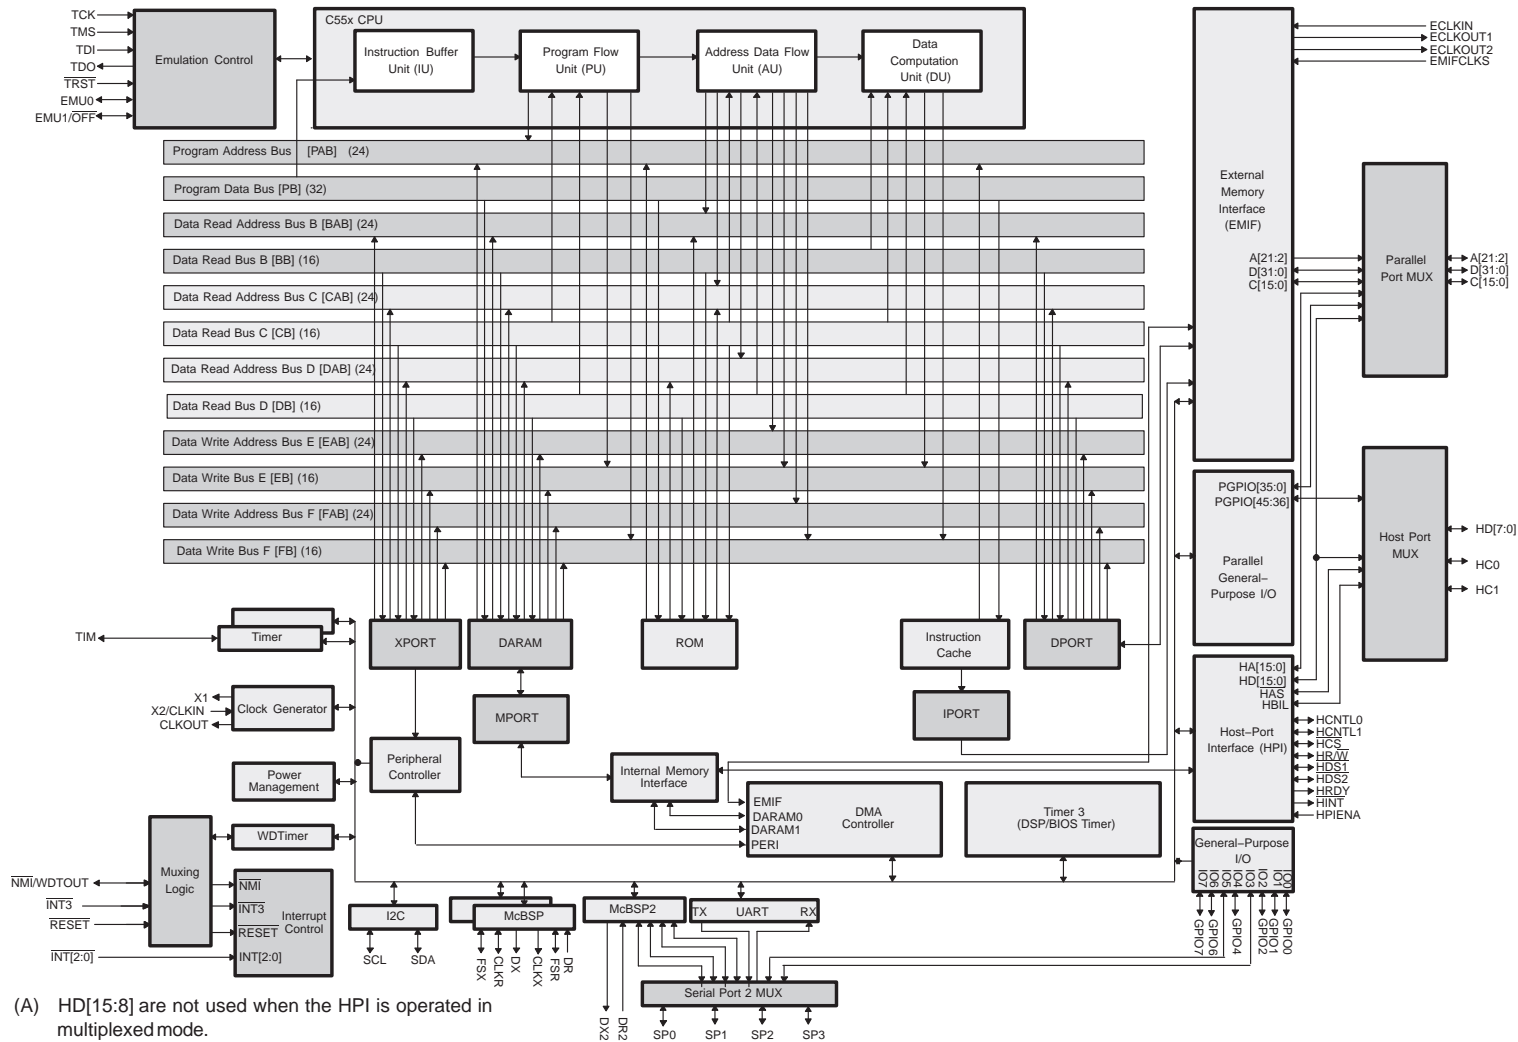 TCK
TMS
TDI
TDO
TRST
EMU0
EMU1/OFF
Emulation Control
C55x CPU
Instruction Buffer
Unit (IU)
Program Flow
Unit (PU)
Address Data Flow
Unit (AU)
Data
Computation
Unit (DU)
Program Address Bus [PAB] (24)
Program Data Bus [PB] (32)
Data Read Address Bus B [BAB] (24)
Data Read Bus B [BB] (16)
Data Read Address Bus C [CAB] (24)
Data Read Bus C [CB] (16)
Data Read Address Bus D [DAB] (24)
Data Read Bus D [DB] (16)
Data Write Address Bus E [EAB] (24)
Data Write Bus E [EB] (16)
Data Write Address Bus F [FAB] (24)
Data Write Bus F [FB] (16)
External
Memory
Interface
(EMIF)
A[21:2]
D[31:0]
C[15:0]
ECLKIN
ECLKOUT1
ECLKOUT2
EMIFCLKS
Parallel
Port MUX
A[21:2]
D[31:0]
C[15:0]
PGPIO[35:0]
PGPIO[45:36]
Parallel
General–
Purpose I/O
Host Port
MUX
HD[7:0]
HC0
HC1
HA[15:0]
HD[15:0]
HAS
HBIL
Host–Port
Interface (HPI)
HCNTL0
HCNTL1
HCS
HR/W
HDS1
HDS2
HRDY
HINT
HPIENA
TIM
Timer
XPORT
DARAM
ROM
Instruction
Cache
DPORT
X1
X2/CLKIN
CLKOUT
Clock Generator
MPORT
IPORT
Peripheral
Controller
Power
Management
Internal Memory
Interface
EMIF
DARAM0
DARAM1
PERI
DMA
Controller
Timer 3
(DSP/BIOS Timer)
WDTimer
Muxing
Logic
NMI/WDTOUT
INT3
RESET
INT[2:0]
NMI
INT3
RESET
INT[2:0]
Interrupt
Control
General–Purpose
I/O
IO7
IO6
IO5
IO4
IO3
IO2
IO1
IO0
GPIO7
GPIO6
GPIO4
GPIO2
GPIO1
GPIO0
I2C
SCL
SDA
McBSP
FSX
CLKR
DX
CLKX
FSR
DR
McBSP2
DX2
DR2
TX UART RX
Serial Port 2 MUX
SP0
SP1
SP2
SP3
(A) HD[15:8] are not used when the HPI is operated in
multiplexed mode.